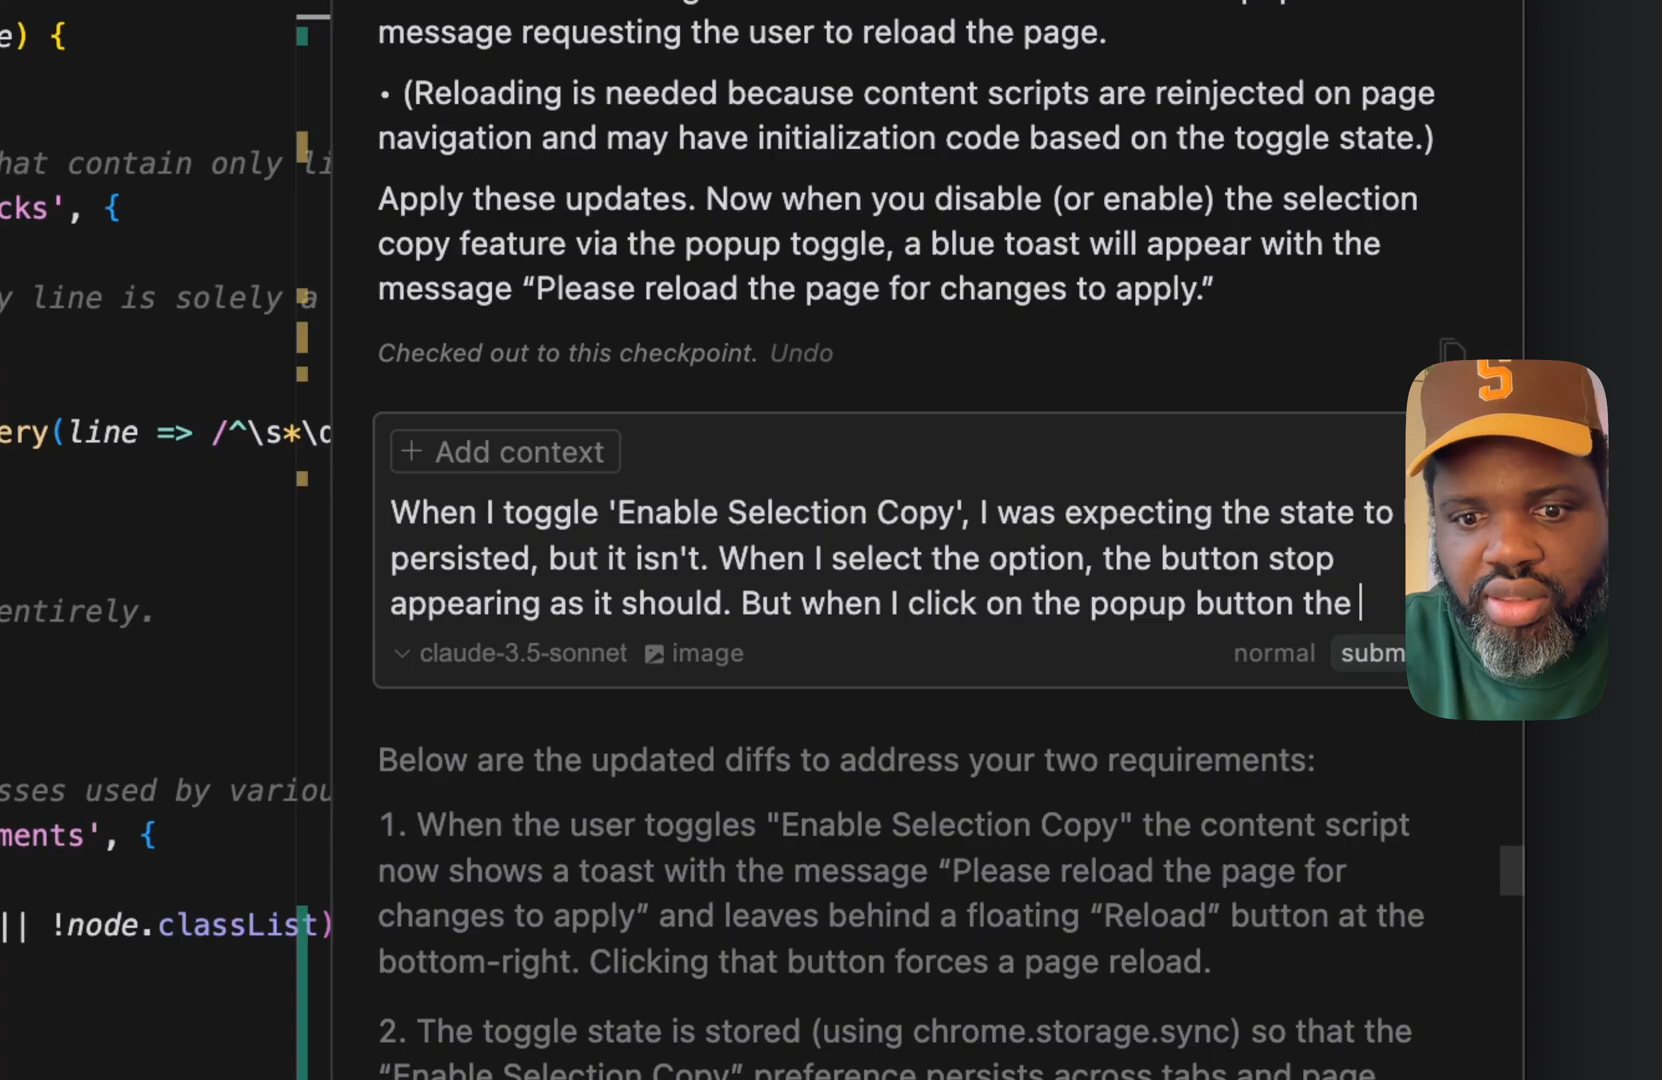 e) {
hat contain only li
cks', {
y line is solely a
ery(line => /^\s*\d
entirely.
sses used by variou
ments', {
|| !node.classList)
message requesting the user to reload the page.
• (Reloading is needed because content scripts are reinjected on page
navigation and may have initialization code based on the toggle state.)
Apply these updates. Now when you disable (or enable) the selection
copy feature via the popup toggle, a blue toast will appear with the
message “Please reload the page for changes to apply.”
Checked out to this checkpoint. Undo
+ Add context
When I toggle 'Enable Selection Copy', I was expecting the state to
persisted, but it isn't. When I select the option, the button stop
appearing as it should. But when I click on the popup button the
claude-3.5-sonnet image normal subm
Below are the updated diffs to address your two requirements:
1. When the user toggles "Enable Selection Copy" the content script
now shows a toast with the message “Please reload the page for
changes to apply” and leaves behind a floating “Reload” button at the
bottom-right. Clicking that button forces a page reload.
2. The toggle state is stored (using chrome.storage.sync) so that the
“Enable Selection Copy” preference persists across tabs and page
S